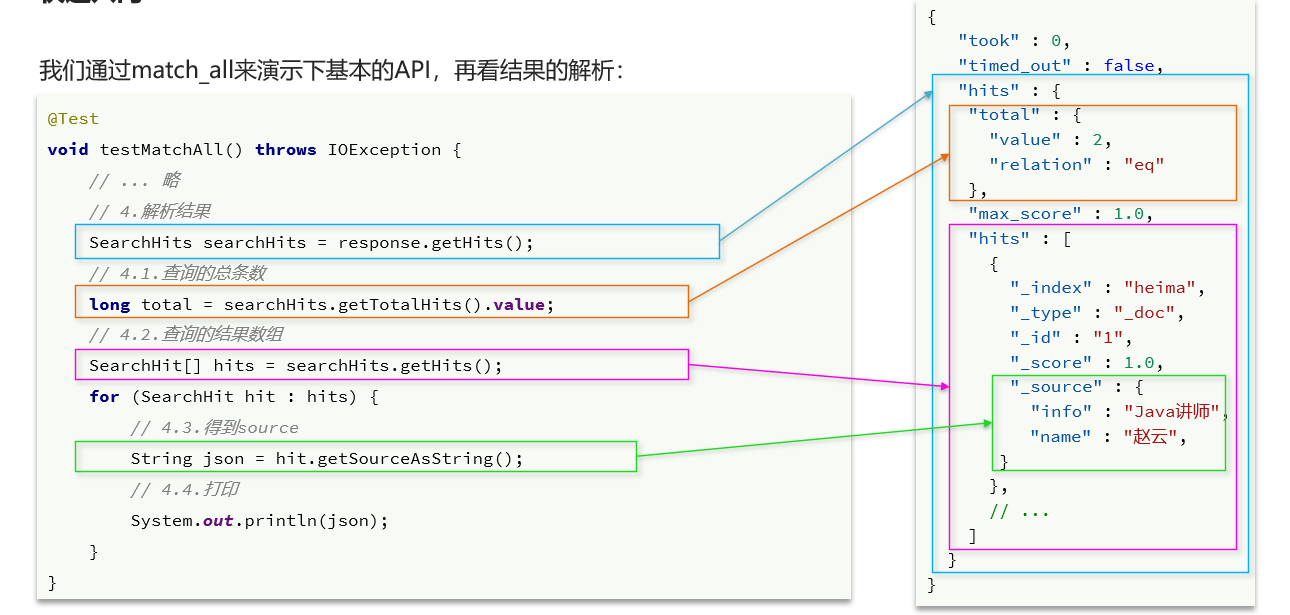 我们通过match_all来演示下基本的API，再看结果的解析：
@Test
void testMatchAll() throws IOException {
// ... 略
// 4.解析结果
SearchHits searchHits = response.getHits();
// 4.1.查询的总条数
long total = searchHits.getTotalHits().value;
// 4.2.查询的结果数组
SearchHit[] hits = searchHits.getHits();
for (SearchHit hit : hits) {
// 4.3.得到source
String json = hit.getSourceAsString();
// 4.4.打印
System.out.println(json);
}
}
{
"took" : 0,
"timed_out" : false,
"hits" : {
"total" : {
"value" : 2,
"relation" : "eq"
},
"max_score" : 1.0,
"hits" : [
{
"_index" : "heima",
"_type" : "_doc",
"_id" : "1",
"_score" : 1.0,
"_source" : {
"info" : "Java讲师",
"name" : "赵云",
}
},
// ...
]
}
}